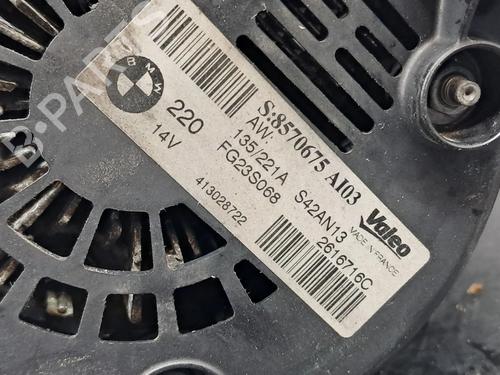 BMW
220
14V
S:8570675 AI03
AW:
135/221A S42AN13
FG23S068 2616716C
413028722
Valeo
MADE IN FRANCE
B-PARTS